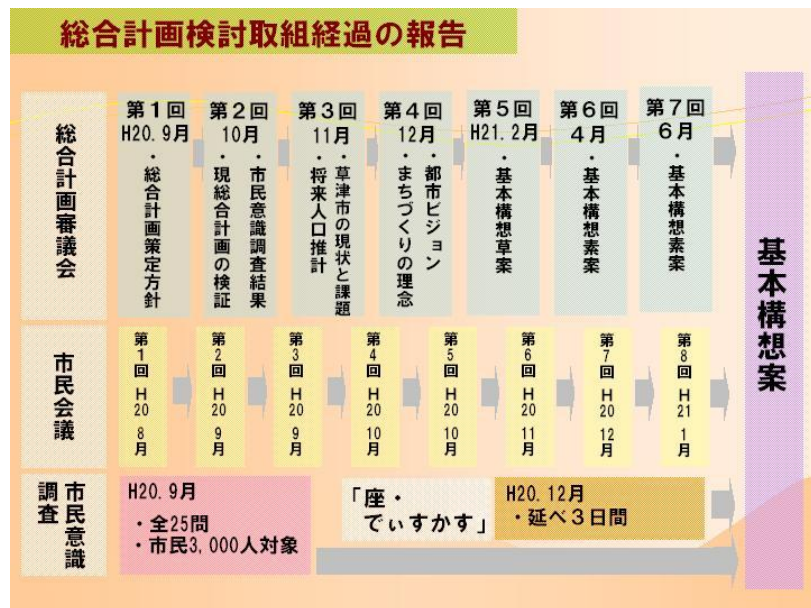 総合計画検討取組経過の報告
総合計画審議会
第1回
H20.9月
・総合計画策定方針
第2回
10月
・市民意識調査結果
・現総合計画の検証
第3回
11月
・草津市の現状と課題
・将来人口推計
第4回
12月
・都市ビジョン
・まちづくりの理念
第5回
H21.2月
・基本構想草案
第6回
4月
・基本構想素案
第7回
6月
・基本構想素案
市民会議
第1回 H20 8月
第2回 H20 9月
第3回 H20 9月
第4回 H20 10月
第5回 H20 10月
第6回 H20 11月
第7回 H20 12月
第8回 H21 1月
市民意識
調査
H20.9月
・全25問
・市民3,000人対象
「座・
でぃすかす」
H20.12月
・延べ3日間
基本構想案